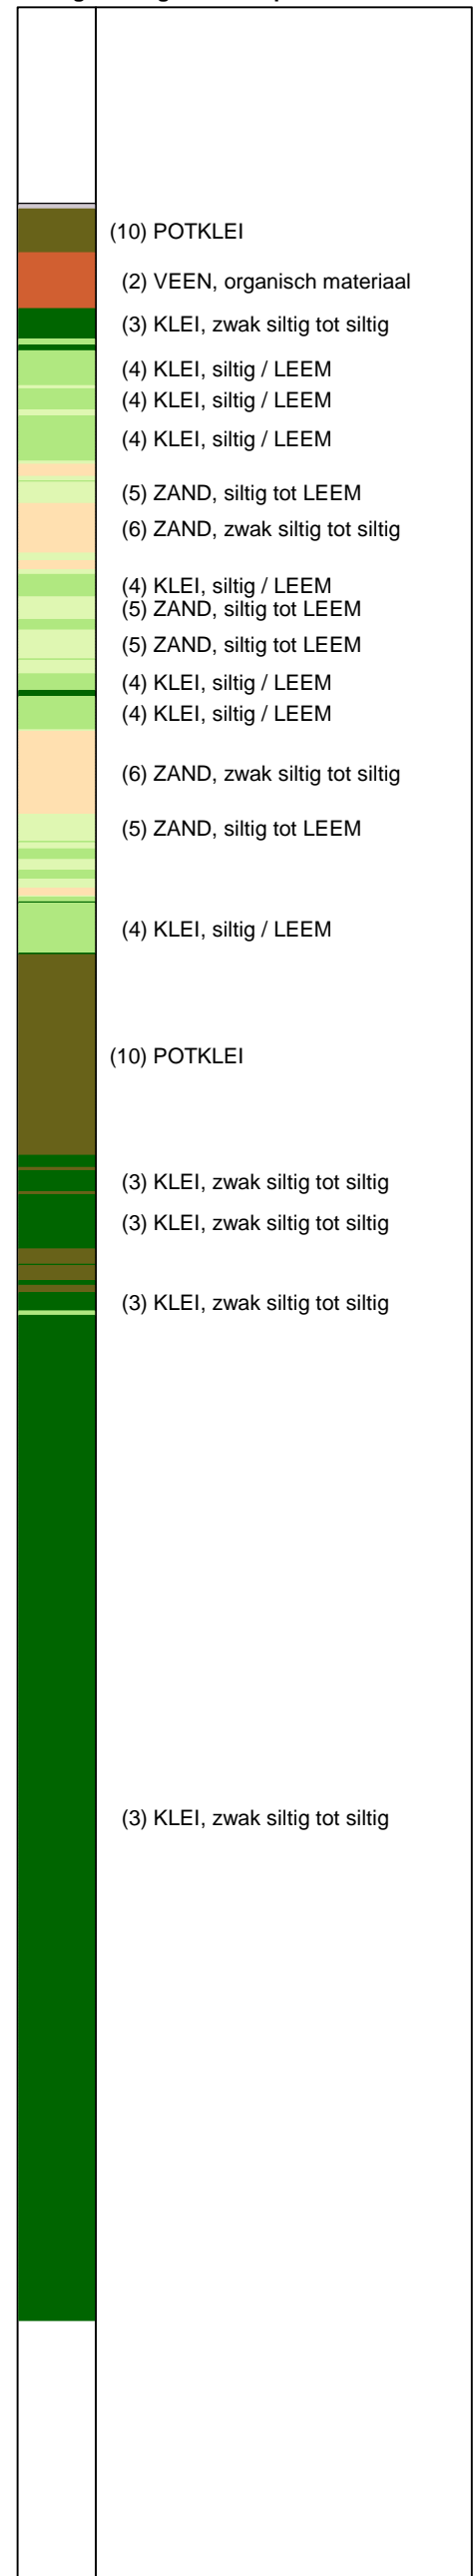 (10) POTKLEI
(2) VEEN, organisch materiaal
(3) KLEI, zwak siltig tot siltig
(4) KLEI, siltig / LEEM
(4) KLEI, siltig / LEEM
(4) KLEI, siltig / LEEM
(5) ZAND, siltig tot LEEM
(6) ZAND, zwak siltig tot siltig
(4) KLEI, siltig / LEEM
(5) ZAND, siltig tot LEEM
(5) ZAND, siltig tot LEEM
(4) KLEI, siltig / LEEM
(4) KLEI, siltig / LEEM
(6) ZAND, zwak siltig tot siltig
(5) ZAND, siltig tot LEEM
(4) KLEI, siltig / LEEM
(10) POTKLEI
(3) KLEI, zwak siltig tot siltig
(3) KLEI, zwak siltig tot siltig
(3) KLEI, zwak siltig tot siltig
(3) KLEI, zwak siltig tot siltig